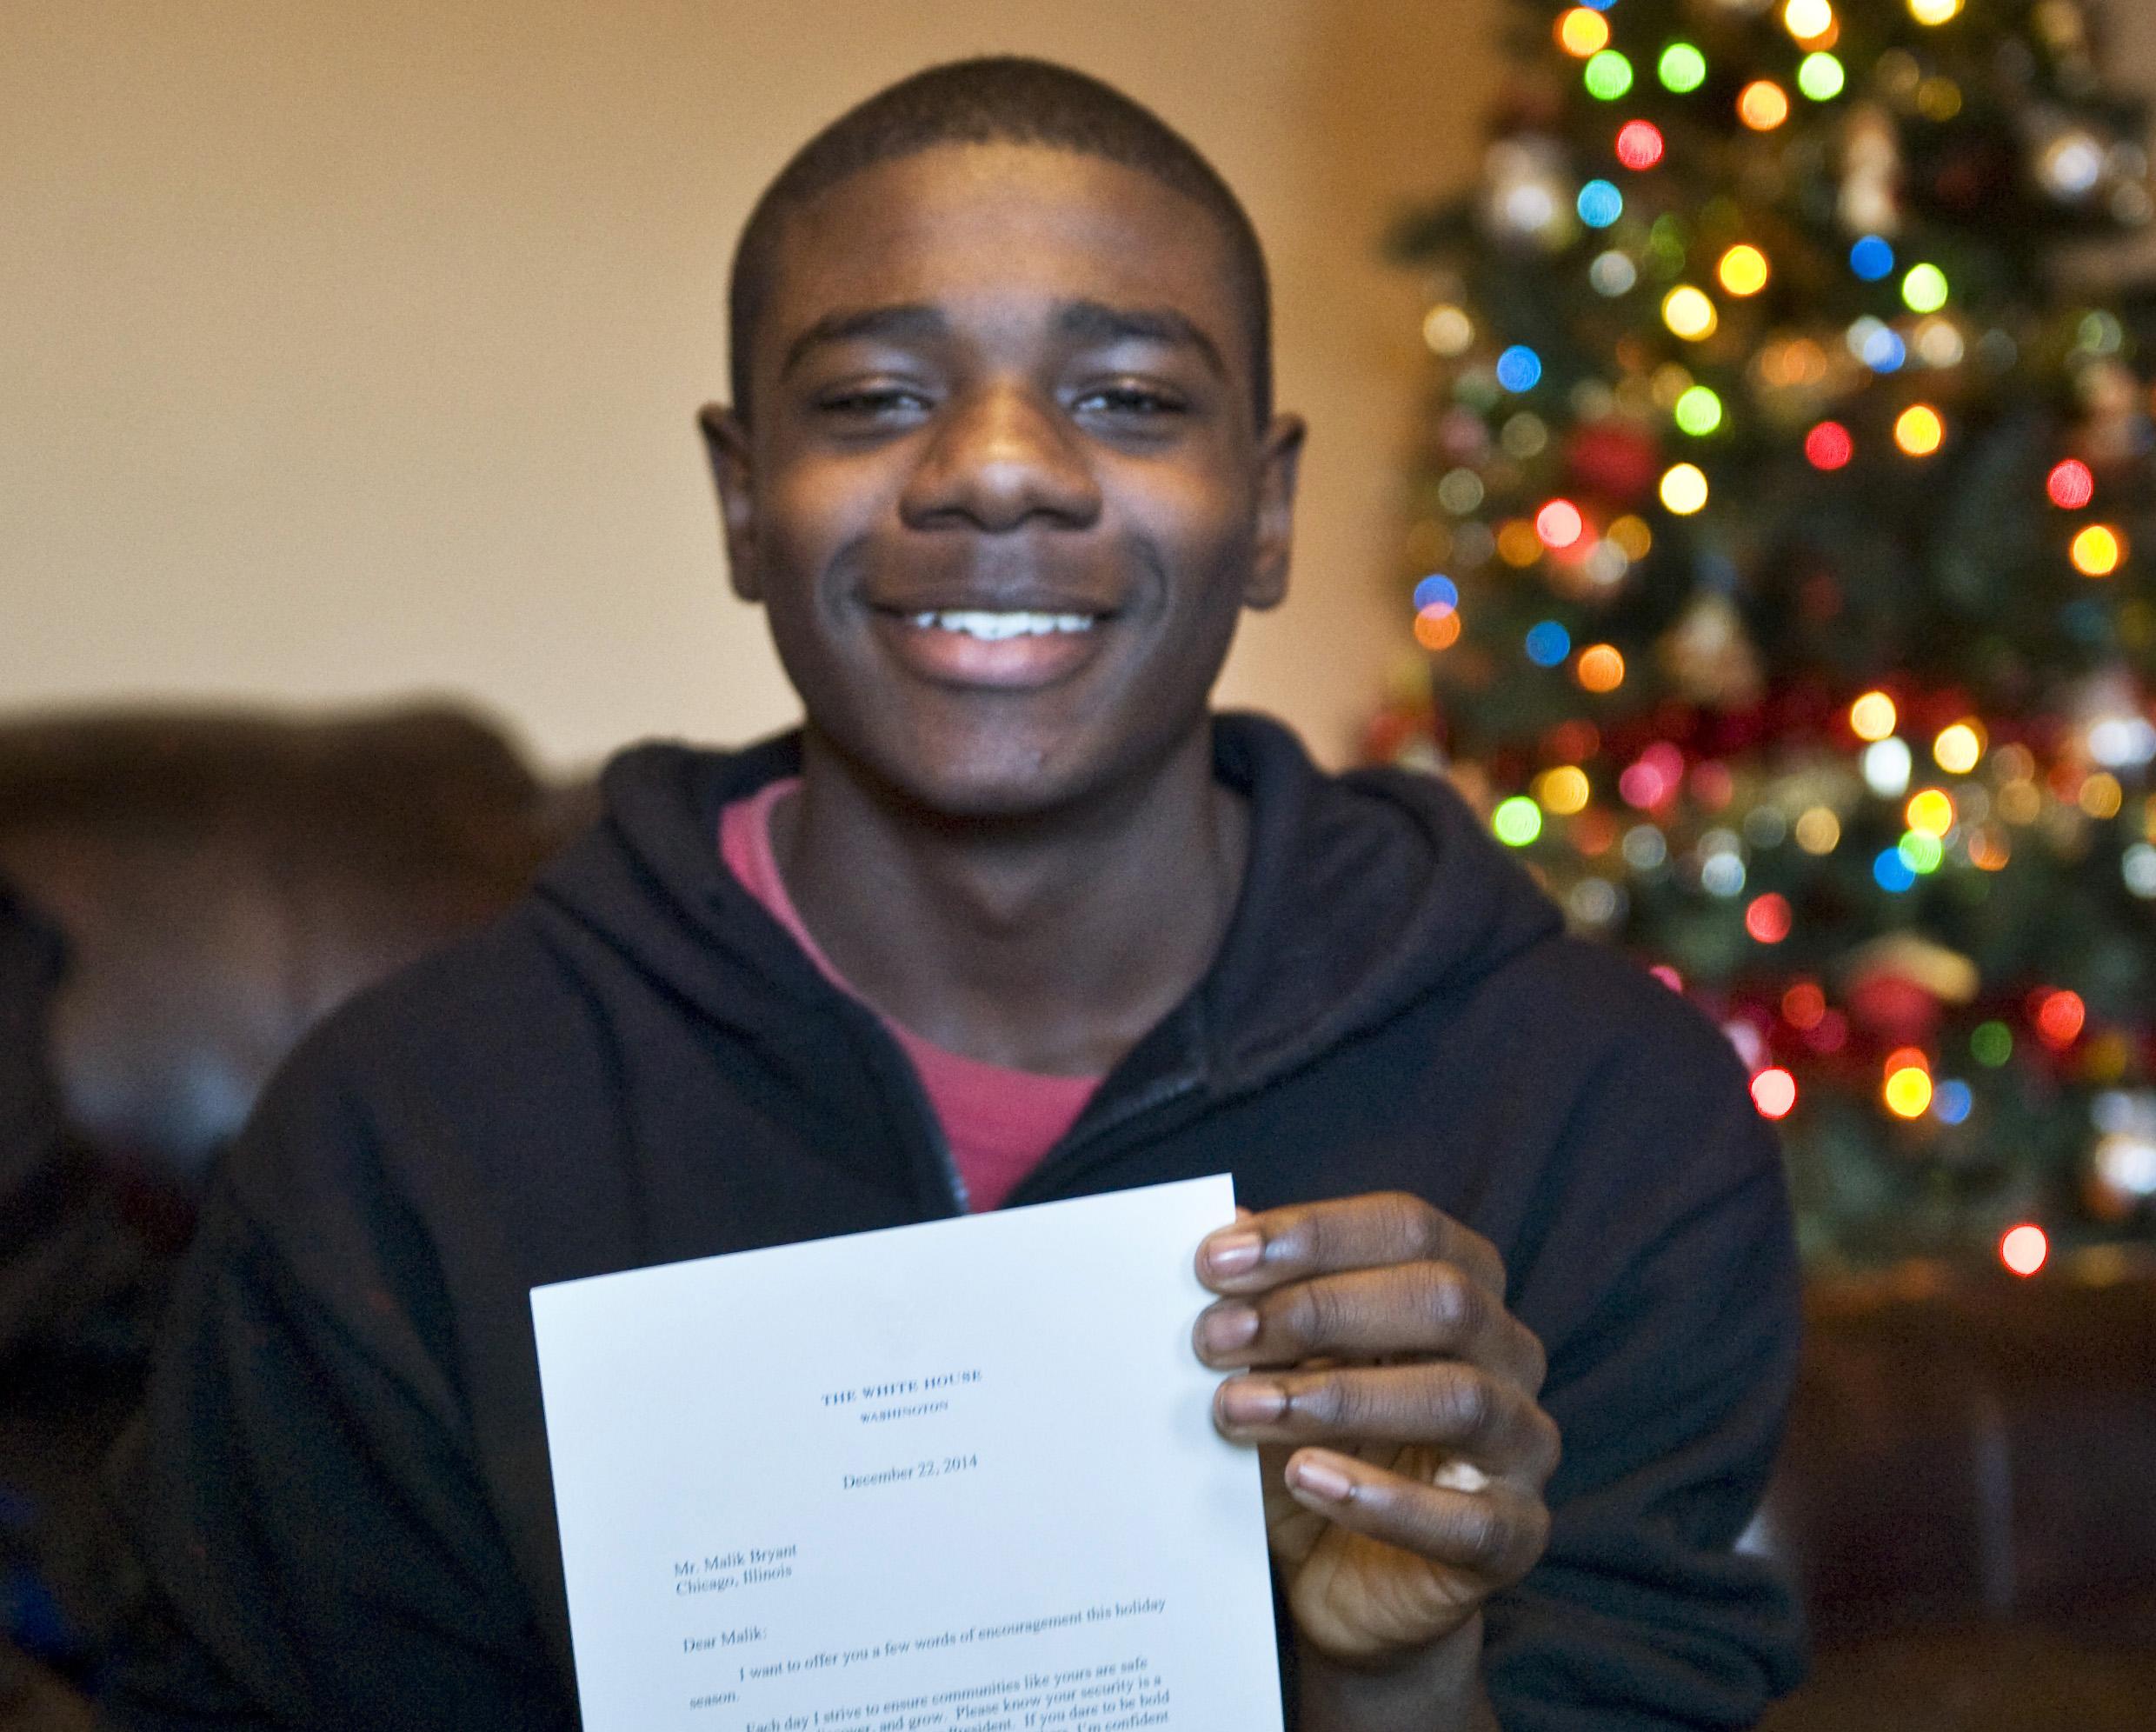 THE WHITE HOUSE
WASHINGTON
December 22, 2014
Mr. Malik Bryant
Chicago, Illinois
Dear Malik:
I want to offer you a few words of encouragement this holiday
season.
Each day I strive to ensure communities like yours are safe
and grow. Please know your security is a
President. If you dare to be bold
I'm confident